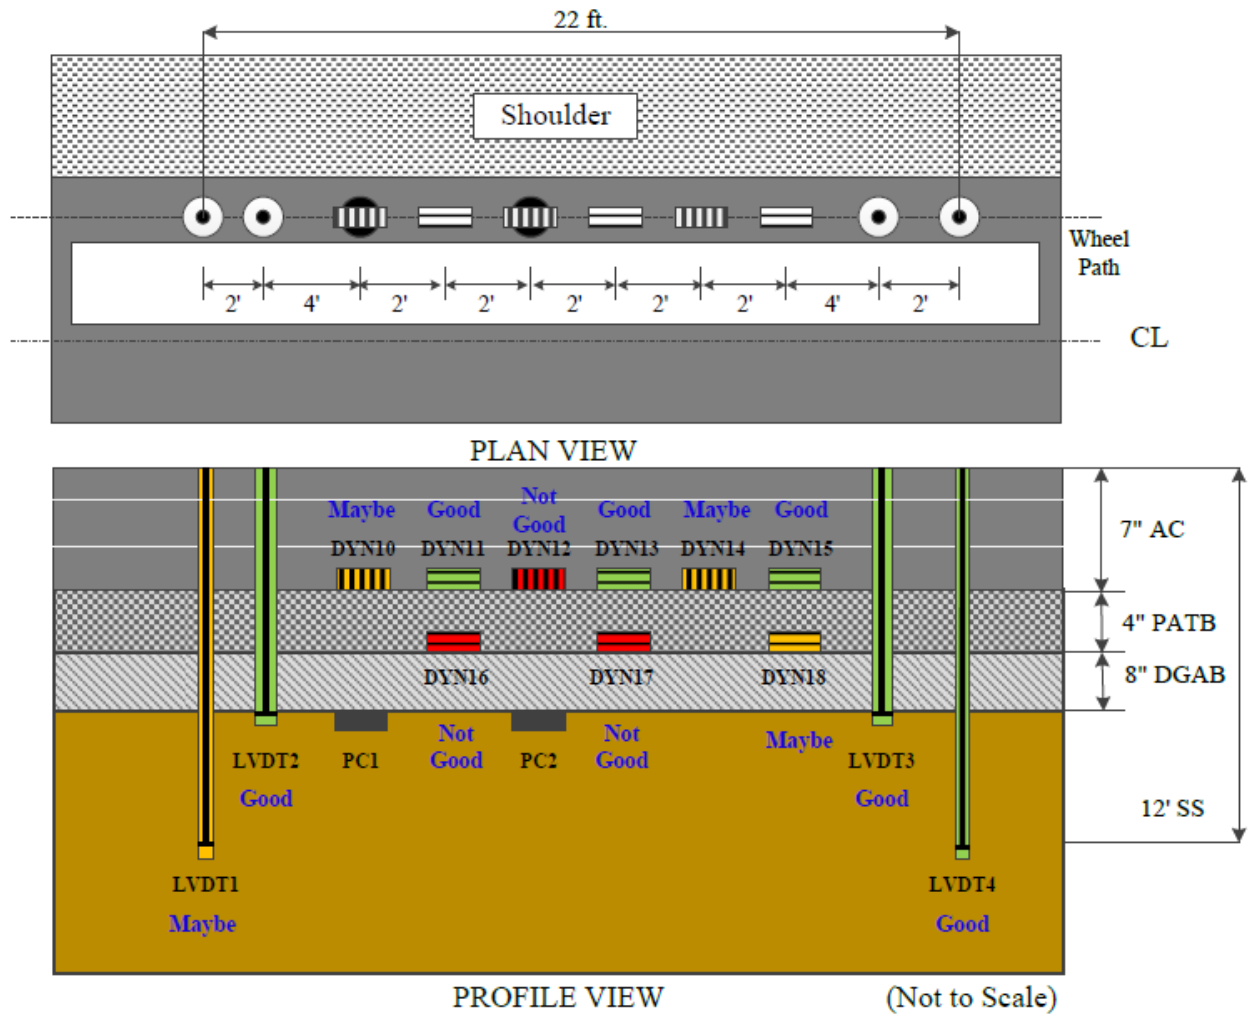 22 ft.
Shoulder
Wheel
Path
2' 4' 2' 2' 2' 2' 2' 4' 2'
CL
PLAN VIEW
Maybe Good Not Good Good Maybe Good
DYN10 DYN11 DYN12 DYN13 DYN14 DYN15
7" AC
4" PATB
DYN16 DYN17 DYN18
8" DGAB
LVDT2 PC1 Not Good PC2 Not Good Maybe LVDT3
Good Good
12' SS
LVDT1 LVDT4
Maybe Good
PROFILE VIEW (Not to Scale)